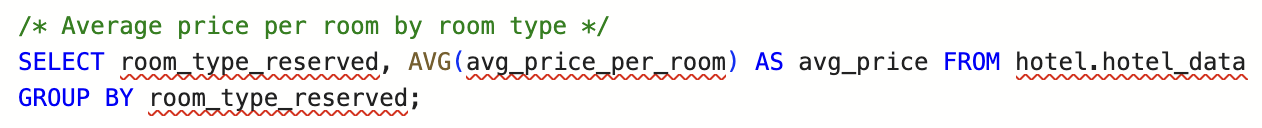 /* Average price per room by room type */
SELECT room_type_reserved, AVG(avg_price_per_room) AS avg_price FROM hotel.hotel_data
GROUP BY room_type_reserved;